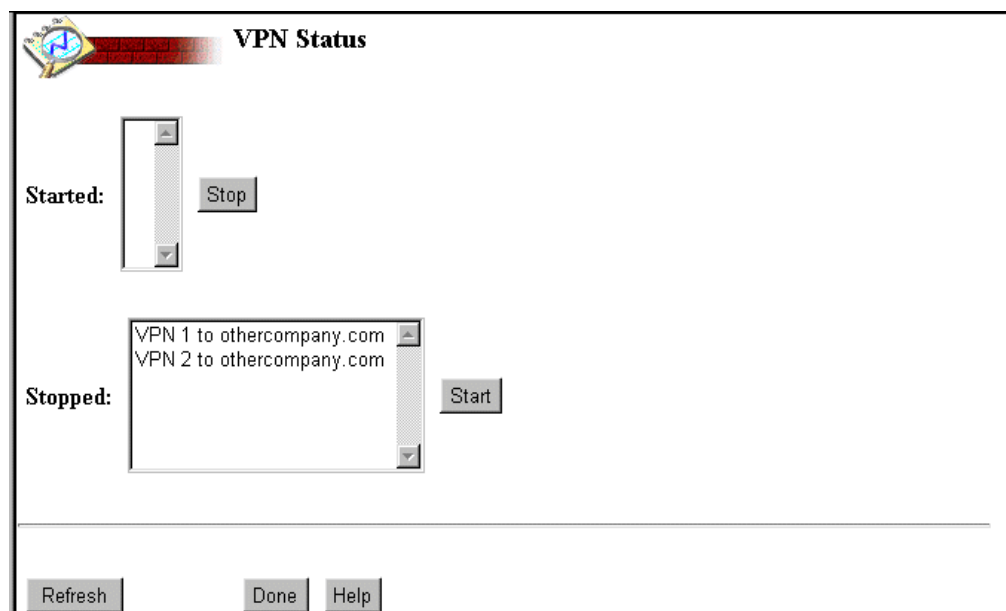 VPN Status
Started:
Stop
VPN 1 to othercompany.com
VPN 2 to othercompany.com
Stopped:
Start
Refresh
Done
Help